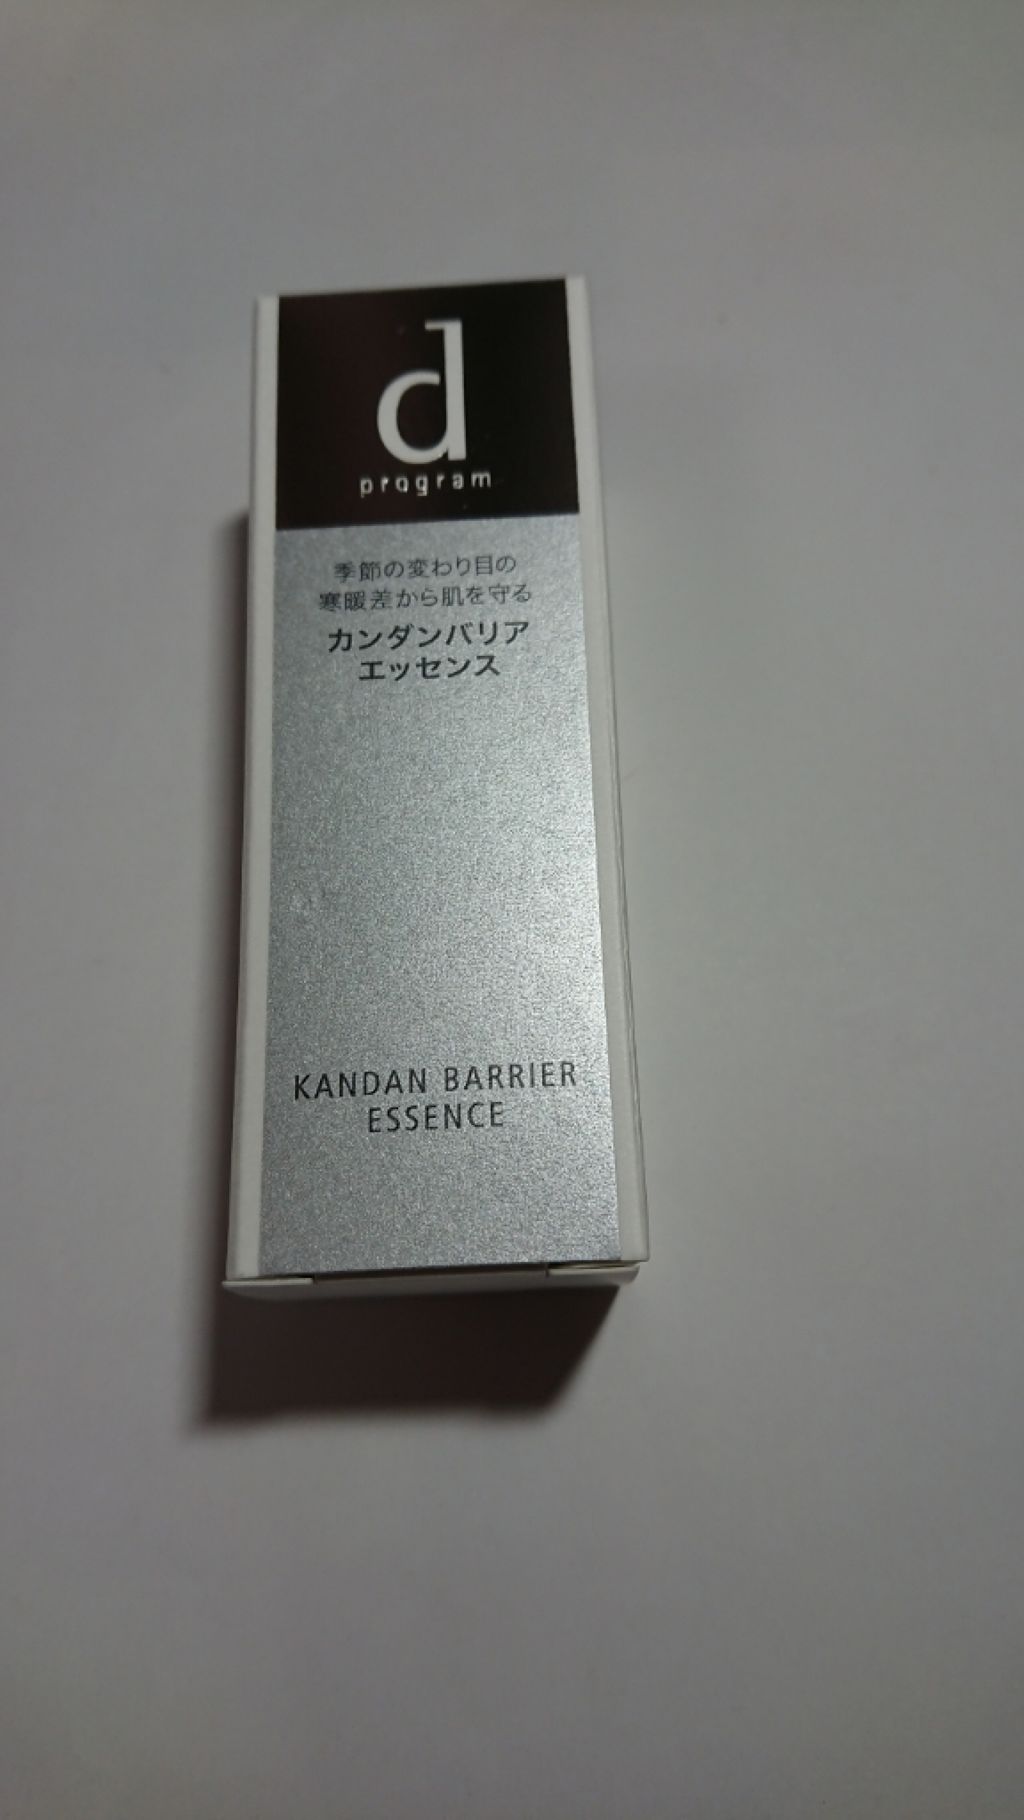 d
program
季節の変わり目の
寒暖差から肌を守る
カンダンバリア
エッセンス
KANDAN BARRIER
ESSENCE